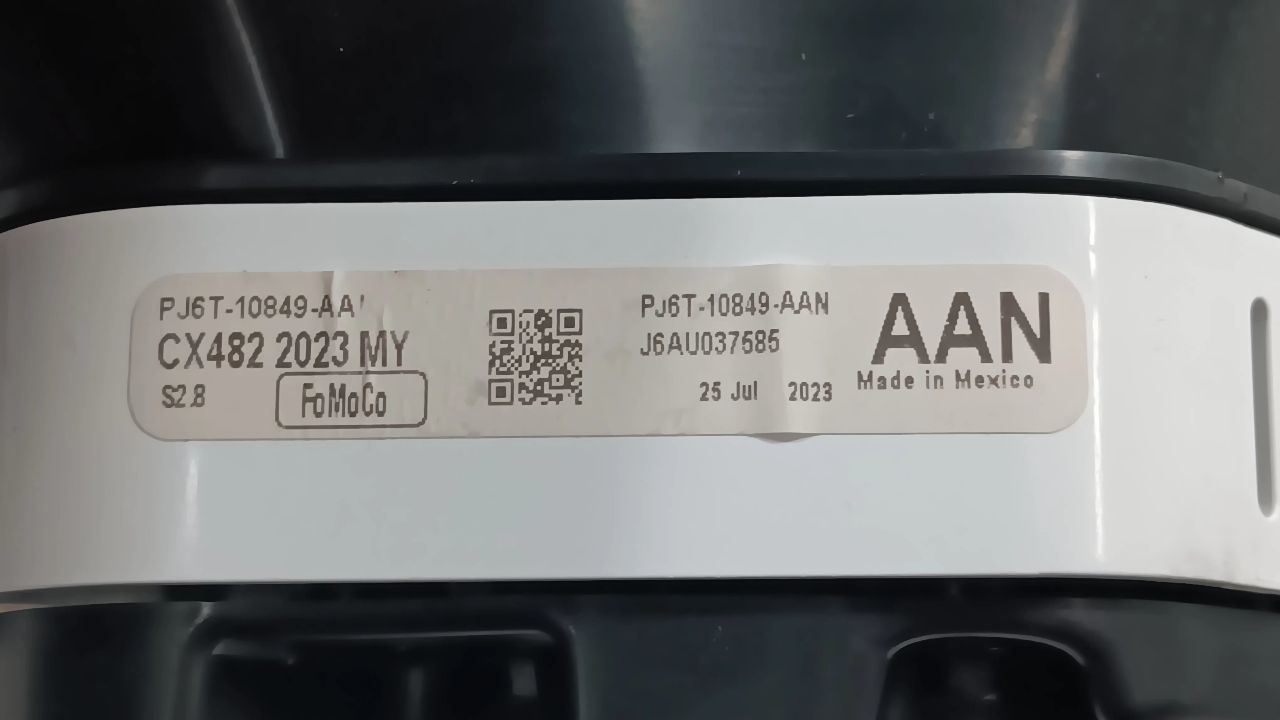 PJ6T-10849-AA
CX482 2023 MY
S2.8
FoMoCo
PJ6T-10849-AAN
J6AU037585
25 Jul 2023
AAN
Made in Mexico